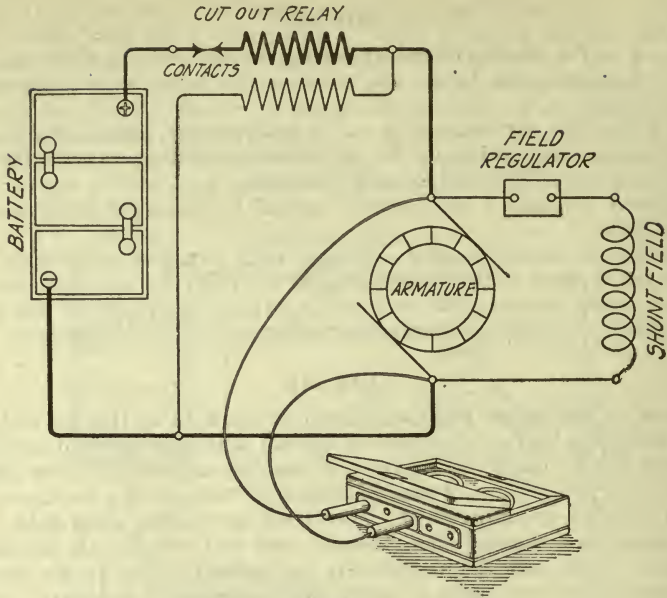 CUT OUT RELAY
CONTACTS
BATTERY
FIELD
REGULATOR
ARMATURE
SHUNT FIELD